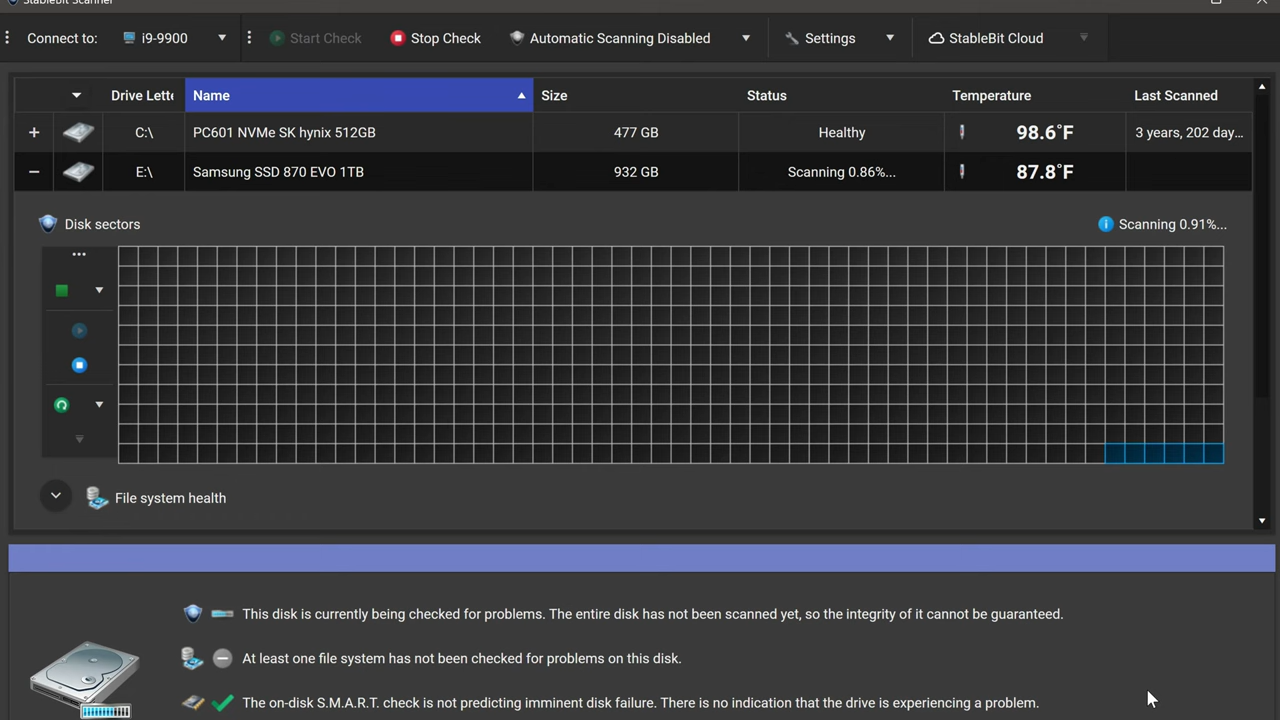 StableBit Scanner
Connect to: i9-9900 Start Check Stop Check Automatic Scanning Disabled Settings StableBit Cloud
Drive Lette Name Size Status Temperature Last Scanned
C:\ PC601 NVMe SK hynix 512GB 477 GB Healthy 98.6°F 3 years, 202 day...
E:\ Samsung SSD 870 EVO 1TB 932 GB Scanning 0.86%... 87.8°F
Disk sectors Scanning 0.91%...
File system health
This disk is currently being checked for problems. The entire disk has not been scanned yet, so the integrity of it cannot be guaranteed.
At least one file system has not been checked for problems on this disk.
The on-disk S.M.A.R.T. check is not predicting imminent disk failure. There is no indication that the drive is experiencing a problem.